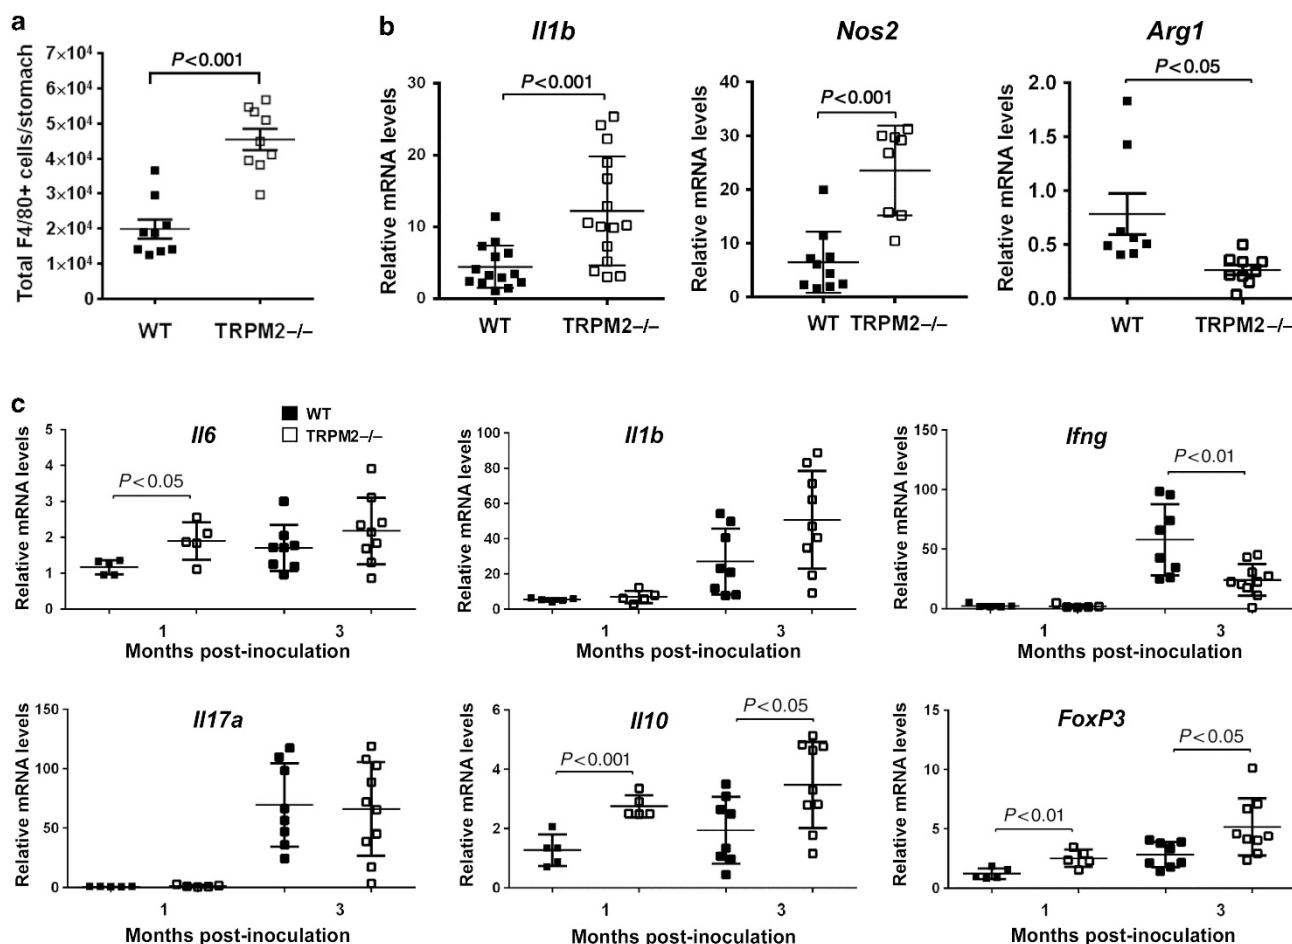 a
Total F4/80+ cells/stomach
7×10⁴
6×10⁴
5×10⁴
4×10⁴
3×10⁴
2×10⁴
1×10⁴
0
P<0.001
WT
TRPM2–/–
b
Il1b
Relative mRNA levels
30
20
10
0
P<0.001
WT
TRPM2–/–
Nos2
Relative mRNA levels
40
30
20
10
0
P<0.001
WT
TRPM2–/–
Arg1
Relative mRNA levels
2.0
1.5
1.0
0.5
0.0
P<0.05
WT
TRPM2–/–
c
WT
TRPM2–/–
Il6
Relative mRNA levels
5
4
3
2
1
0
P<0.05
1
3
Months post-inoculation
Il1b
Relative mRNA levels
100
80
60
40
20
0
1
3
Months post-inoculation
Ifng
Relative mRNA levels
150
100
50
0
P<0.01
1
3
Months post-inoculation
Il17a
Relative mRNA levels
150
100
50
0
1
3
Months post-inoculation
Il10
Relative mRNA levels
6
4
2
0
P<0.001
P<0.05
1
3
Months post-inoculation
FoxP3
Relative mRNA levels
15
10
5
0
P<0.01
P<0.05
1
3
Months post-inoculation